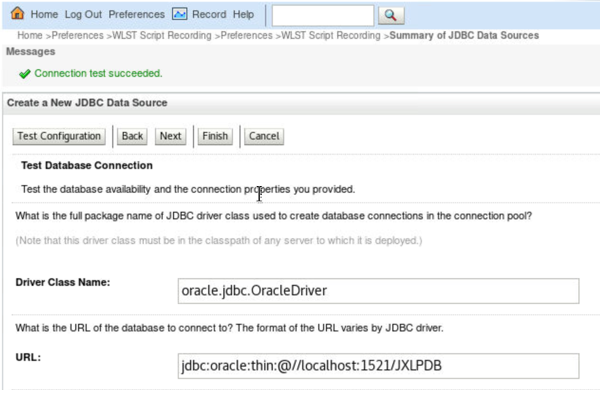 Home Log Out Preferences Record Help
Home >Preferences >WLST Script Recording >Preferences >WLST Script Recording >Summary of JDBC Data Sources
Messages
Connection test succeeded.
Create a New JDBC Data Source
Test Configuration Back Next Finish Cancel
Test Database Connection
Test the database availability and the connection properties you provided.
What is the full package name of JDBC driver class used to create database connections in the connection pool?
(Note that this driver class must be in the classpath of any server to which it is deployed.)
Driver Class Name: oracle.jdbc.OracleDriver
What is the URL of the database to connect to? The format of the URL varies by JDBC driver.
URL: jdbc:oracle:thin:@//localhost:1521/JXLPDB